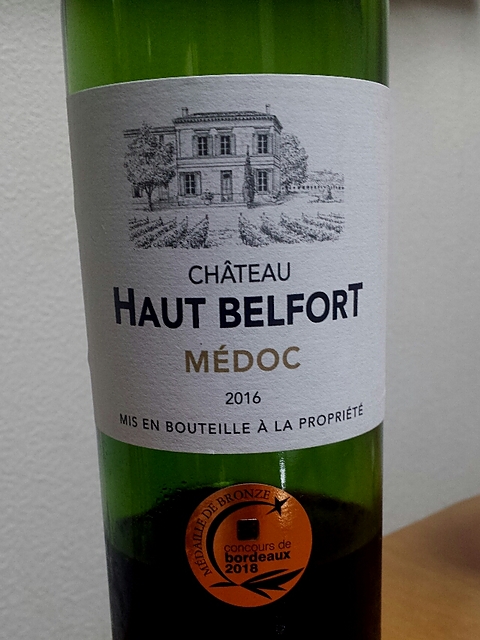 CHÂTEAU
HAUT BELFORT
MÉDOC
2016
MIS EN BOUTEILLE À LA PROPRIÉTÉ
MÉDAILLE DE BRONZE
concours de
bordeaux
2018